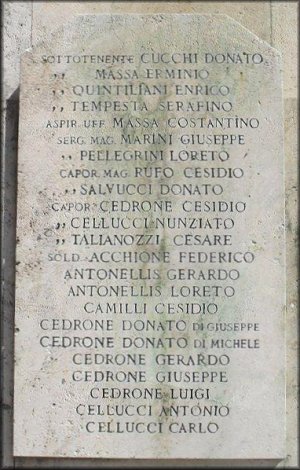 SOTTOTENENTE CUCCHI DONATO
,, MASSA ERMINIO
,, QUINTILIANI ENRICO
,, TEMPESTA SERAFINO
ASPIR. UFF. MASSA COSTANTINO
SERG. MAG. MARINI GIUSEPPE
,, PELLEGRINI LORETO
CAPOR. MAG. RUFO CESIDIO
,, SALVUCCI DONATO
CAPOR. CEDRONE CESIDIO
,, CELLUCCI NUNZIATO
,, TALIANOZZI CESARE
SOLD. ACCHIONE FEDERICO
ANTONELLIS GERARDO
ANTONELLIS LORETO
CAMILLI CESIDIO
CEDRONE DONATO DI GIUSEPPE
CEDRONE DONATO DI MICHELE
CEDRONE GERARDO
CEDRONE GIUSEPPE
CEDRONE LUIGI
CELLUCCI ANTONIO
CELLUCCI CARLO